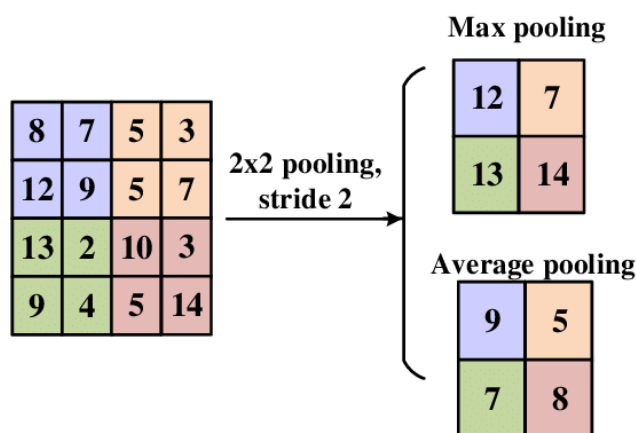 Max pooling
12 7
13 14
8 7 5 3
12 9 5 7
13 2 10 3
9 4 5 14
2x2 pooling,
stride 2
Average pooling
9 5
7 8